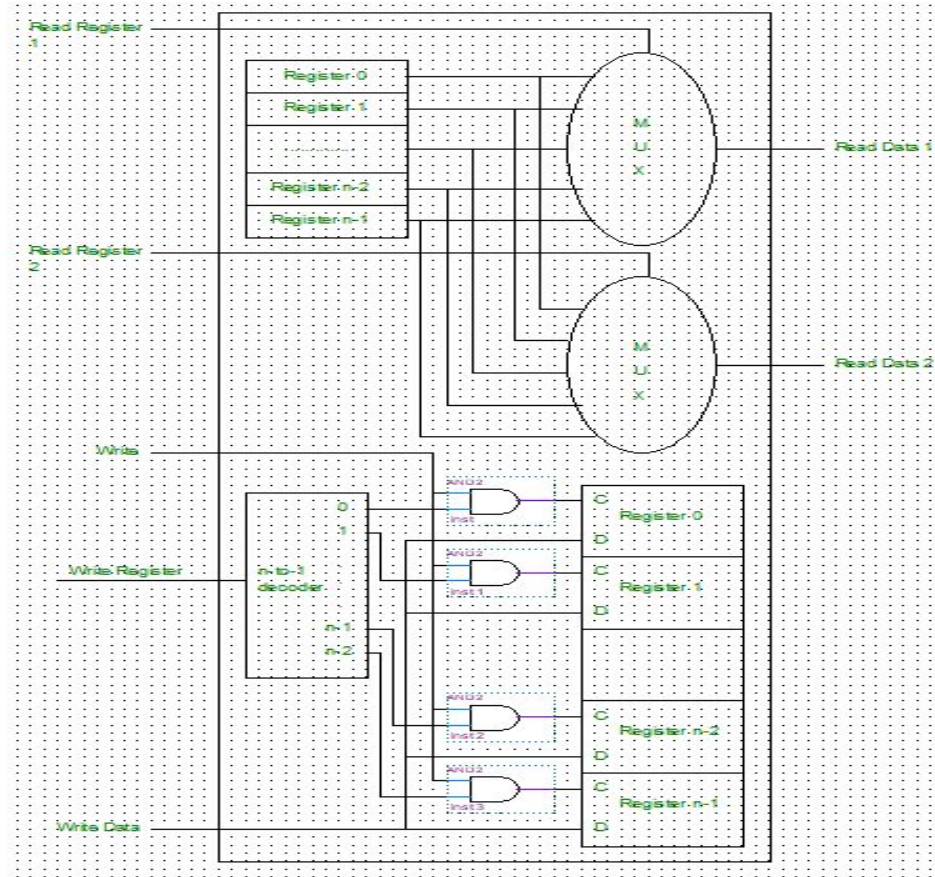 Read Register
1
Register 0
Register 1
..........
Register n-2
Register n-1
M
U
X
Read Data 1
Read Register
2
M
U
X
Read Data 2
Write
AND2
inst
C
Register 0
D
0
1
n-to-1
decoder
n-1
n-2
Write Register
AND2
inst1
C
Register 1
D
AND2
inst2
C
Register n-2
D
AND2
inst3
C
Register n-1
D
Write Data